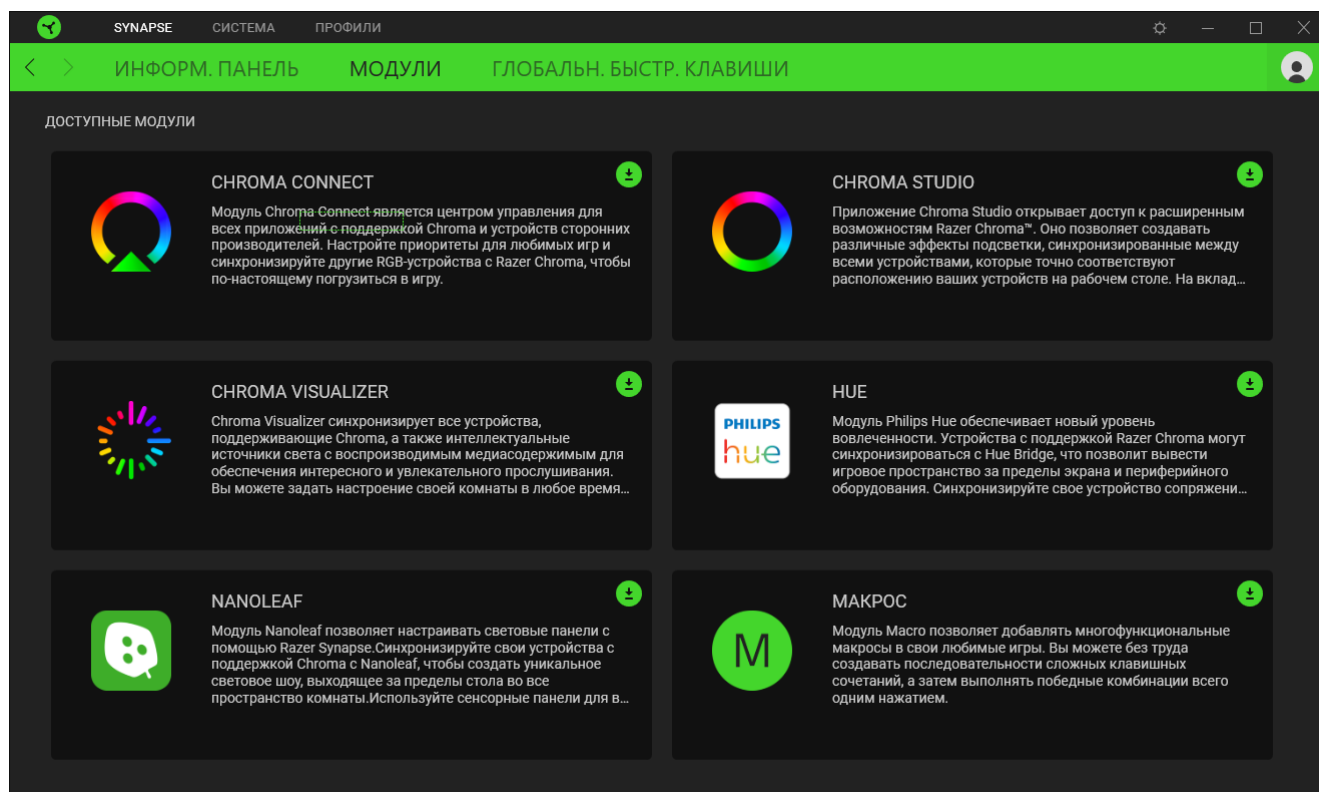 SYNAPSE СИСТЕМА ПРОФИЛИ
ИНФОРМ. ПАНЕЛЬ МОДУЛИ ГЛОБАЛЬН. БЫСТР. КЛАВИШИ
ДОСТУПНЫЕ МОДУЛИ
CHROMA CONNECT
Модуль Chroma Connect является центром управления для
всех приложений с поддержкой Chroma и устройств сторонних
производителей. Настройте приоритеты для любимых игр и
синхронизируйте другие RGB-устройства с Razer Chroma, чтобы
по-настоящему погрузиться в игру.
CHROMA STUDIO
Приложение Chroma Studio открывает доступ к расширенным
возможностям Razer Chroma™. Оно позволяет создавать
различные эффекты подсветки, синхронизированные между
всеми устройствами, которые точно соответствуют
расположению ваших устройств на рабочем столе. На вклад...
CHROMA VISUALIZER
Chroma Visualizer синхронизирует все устройства,
поддерживающие Chroma, а также интеллектуальные
источники света с воспроизводимым медиасодержимым для
обеспечения интересного и увлекательного прослушивания.
Вы можете задать настроение своей комнаты в любое время...
PHILIPS
hue
HUE
Модуль Philips Hue обеспечивает новый уровень
вовлеченности. Устройства с поддержкой Razer Chroma могут
синхронизироваться с Hue Bridge, что позволит вывести
игровое пространство за пределы экрана и периферийного
оборудования. Синхронизируйте свое устройство сопряжени...
NANOLEAF
Модуль Nanoleaf позволяет настраивать световые панели с
помощью Razer Synapse.Синхронизируйте свои устройства с
поддержкой Chroma с Nanoleaf, чтобы создать уникальное
световое шоу, выходящее за пределы стола во все
пространство комнаты.Используйте сенсорные панели для в...
M
МАКРОС
Модуль Macro позволяет добавлять многофункциональные
макросы в свои любимые игры. Вы можете без труда
создавать последовательности сложных клавишных
сочетаний, а затем выполнять победные комбинации всего
одним нажатием.